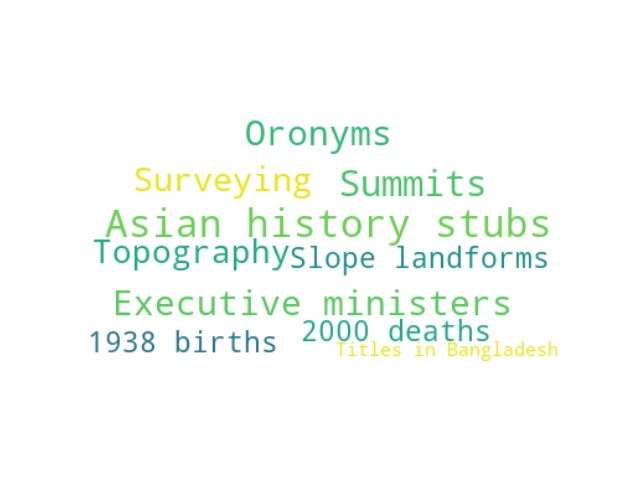 Oronyms
Surveying Summits
Asian history stubs
Topography Slope landforms
Executive ministers
1938 births 2000 deaths
Titles in Bangladesh